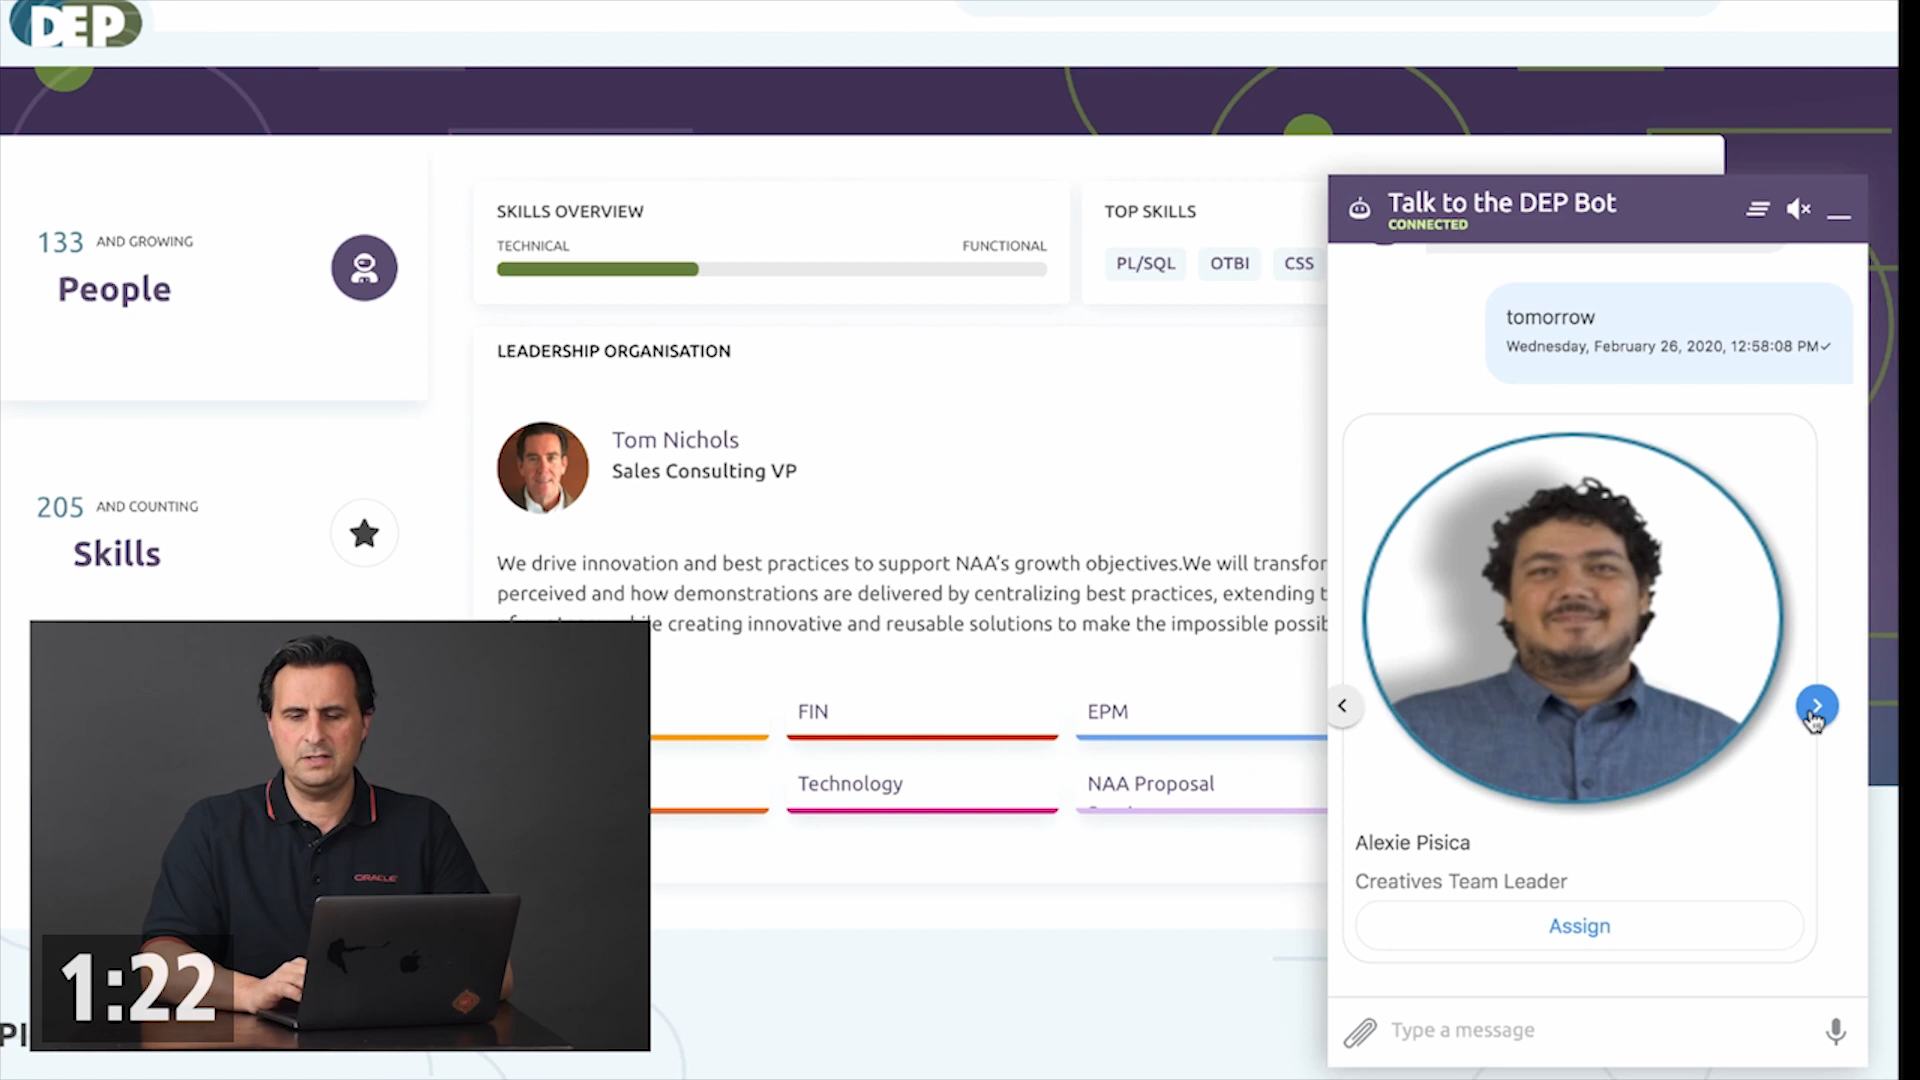 DEP
133 AND GROWING
People
205 AND COUNTING
Skills
SKILLS OVERVIEW
TECHNICAL
FUNCTIONAL
TOP SKILLS
PL/SQL
OTBI
CSS
LEADERSHIP ORGANISATION
Tom Nichols
Sales Consulting VP
We drive innovation and best practices to support NAA's growth objectives.We will transfor
perceived and how demonstrations are delivered by centralizing best practices, extending t
le creating innovative and reusable solutions to make the impossible possib
FIN
EPM
Technology
NAA Proposal
Talk to the DEP Bot
CONNECTED
tomorrow
Wednesday, February 26, 2020, 12:58:08 PM✓
Alexie Pisica
Creatives Team Leader
Assign
Type a message
ORACLE
1:22
Pl